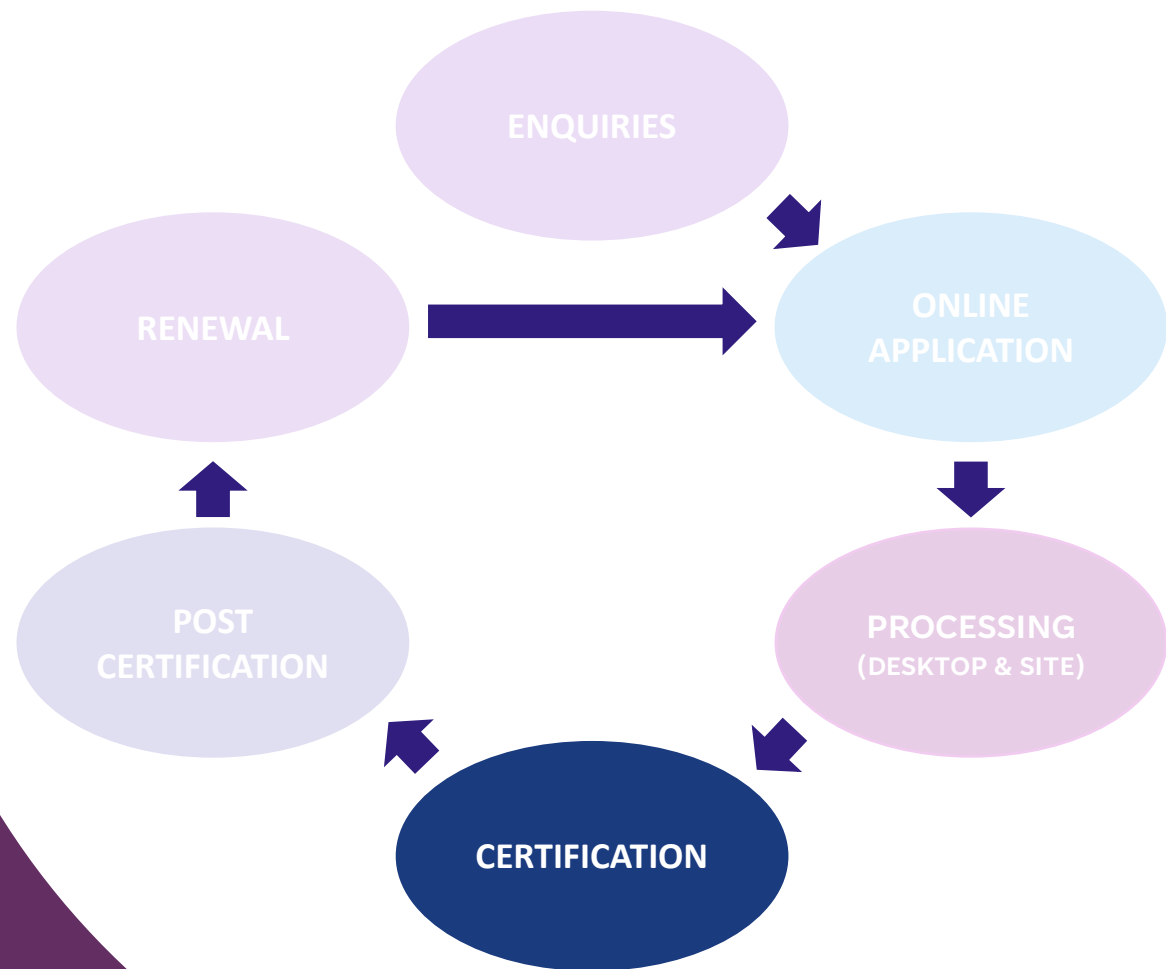 ENQUIRIES
RENEWAL
ONLINE
APPLICATION
POST
CERTIFICATION
PROCESSING
(DESKTOP & SITE)
CERTIFICATION